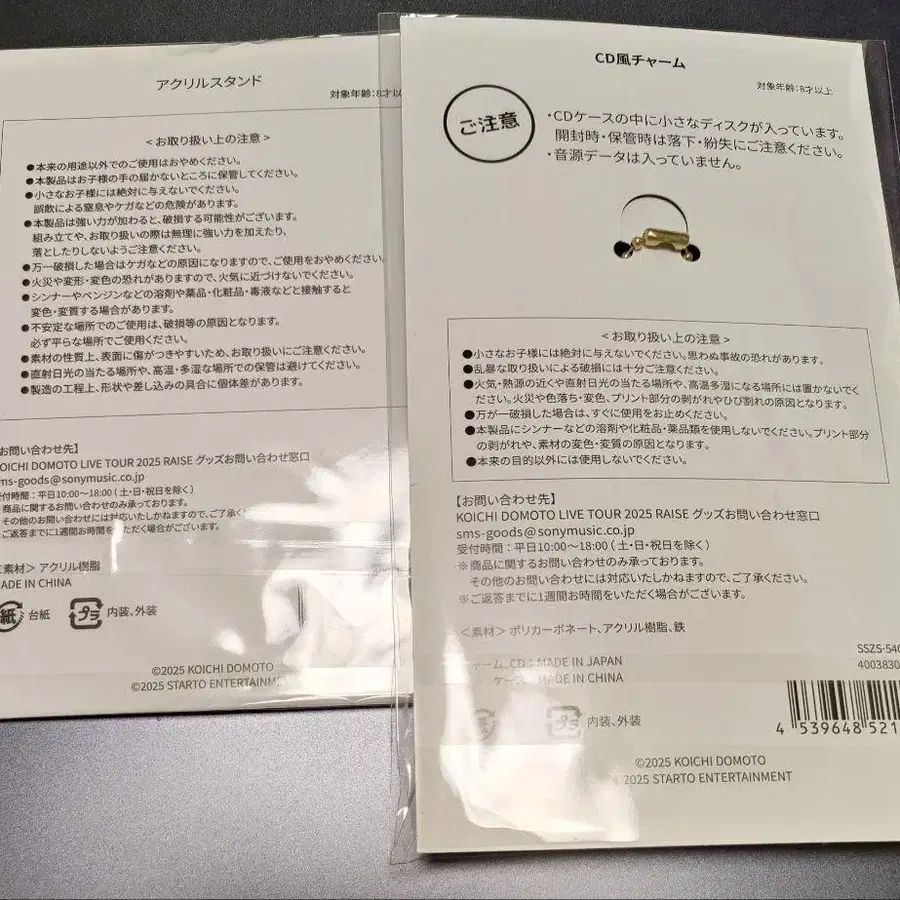 アクリルスタンド
対象年齢:8才以
<お取り扱い上の注意>
●本来の用途以外でのご使用はおやめください。
●本製品はお子様の手の届かないところに保管してください。
●小さなお子様には絶対に与えないでください。
誤飲による窒息やケガなどの危険があります。
●本製品は強い力が加わると、破損する可能性がございます。
組み立てや、お取り扱いの際は無理に強い力を加えたり、
落としたりしないようご注意ください。
●万一破損した場合はケガなどの原因になりますので、ご使用をおやめください。
●火災や変形・変色の恐れがありますので、火気に近づけないでください。
●シンナーやベンジンなどの溶剤や薬品・化粧品・毒液などと接触すると
変色・変質する場合があります。
●不安定な場所でのご使用は、破損等の原因となります。
必ず平らな場所でご使用ください。
●素材の性質上、表面に傷がつきやすいため、お取り扱いにご注意ください。
●直射日光の当たる場所や、高温・多湿な場所での保管は避けてください。
●製造の工程上、形状や差し込みの具合に個体差があります。
お問い合わせ先】
KOICHI DOMOTO LIVE TOUR 2025 RAISE グッズお問い合わせ窓口
sms-goods@sonymusic.co.jp
受付時間:平日10:00〜18:00(土・日・祝日を除く)
商品に関するお問い合わせのみ承っております。
その他のお問い合わせには対応いたしかねますので、ご了
ご返答までに1週間お時間をいただく場合がございます。
素材> アクリル樹脂
MADE IN CHINA
紙 台紙 プラ 内装、外装
©2025 KOICHI DOMOTO
©2025 STARTO ENTERTAINMENT
CD風チャーム
対象年齢:8才以上
ご注意
・CDケースの中に小さなディスクが入っています。
開封時・保管時は落下・紛失にご注意ください。
・音源データは入っていません。
<お取り扱い上の注意>
●小さなお子様には絶対に与えないでください。思わぬ事故の恐れがあります。
●乱暴な取り扱いによる破損には十分ご注意ください。
●火気・熱源の近くや直射日光の当たる場所や、高温多湿になる場所には置かないでく
ださい。火災や色落ち・変色、プリント部分の剥がれやひび割れの原因となります。
●万が一破損した場合は、すぐに使用をお止めください。
●本製品にシンナーなどの溶剤や化粧品・薬品類を使用しないでください。プリント部分
の剥がれや、素材の変色・変質の原因となります。
●本来の目的以外には使用しないでください。
【お問い合わせ先】
KOICHI DOMOTO LIVE TOUR 2025 RAISE グッズお問い合わせ窓口
sms-goods@sonymusic.co.jp
受付時間:平日10:00〜18:00(土・日・祝日を除く)
※商品に関するお問い合わせのみ承っております。
その他のお問い合わせには対応いたしかねますので、ご了承ください。
※ご返答までに1週間お時間をいただく場合がございます。
<素材> ポリカーボネート、アクリル樹脂、鉄
チャーム、CD:MADE IN JAPAN
ケース:MADE IN CHINA
SSZS-540
4003830
プラ 内装、外装
4 539648 521
©2025 KOICHI DOMOTO
©2025 STARTO ENTERTAINMENT